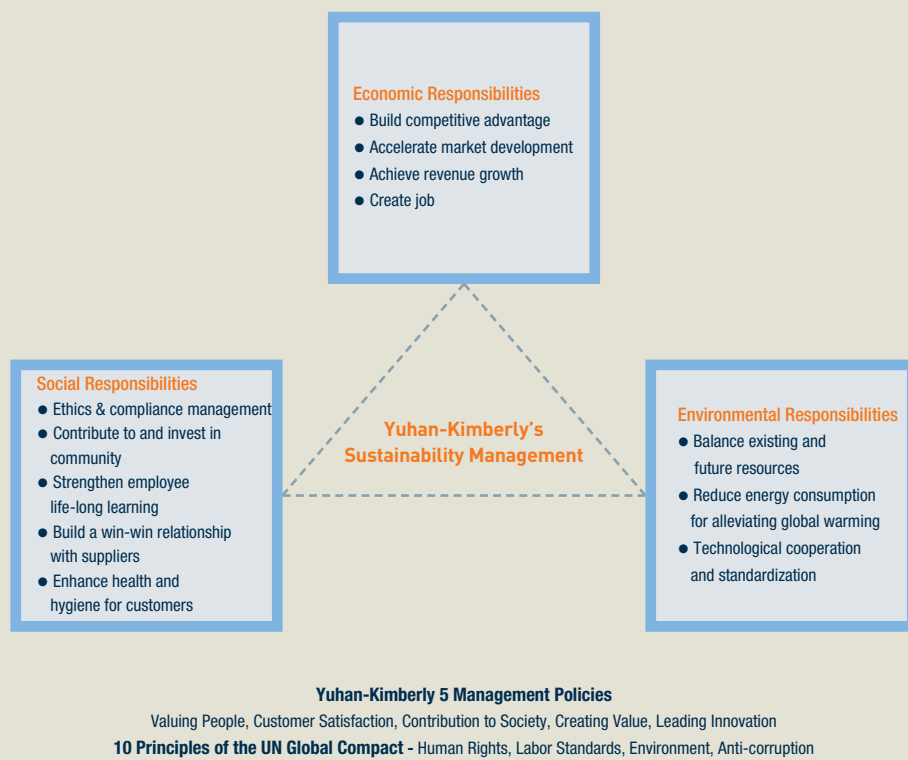 Economic Responsibilities
● Build competitive advantage
● Accelerate market development
● Achieve revenue growth
● Create job
Social Responsibilities
● Ethics & compliance management
● Contribute to and invest in
community
● Strengthen employee
life-long learning
● Build a win-win relationship
with suppliers
● Enhance health and
hygiene for customers
Yuhan-Kimberly's
Sustainability Management
Environmental Responsibilities
● Balance existing and
future resources
● Reduce energy consumption
for alleviating global warming
● Technological cooperation
and standardization
Yuhan-Kimberly 5 Management Policies
Valuing People, Customer Satisfaction, Contribution to Society, Creating Value, Leading Innovation
10 Principles of the UN Global Compact - Human Rights, Labor Standards, Environment, Anti-corruption